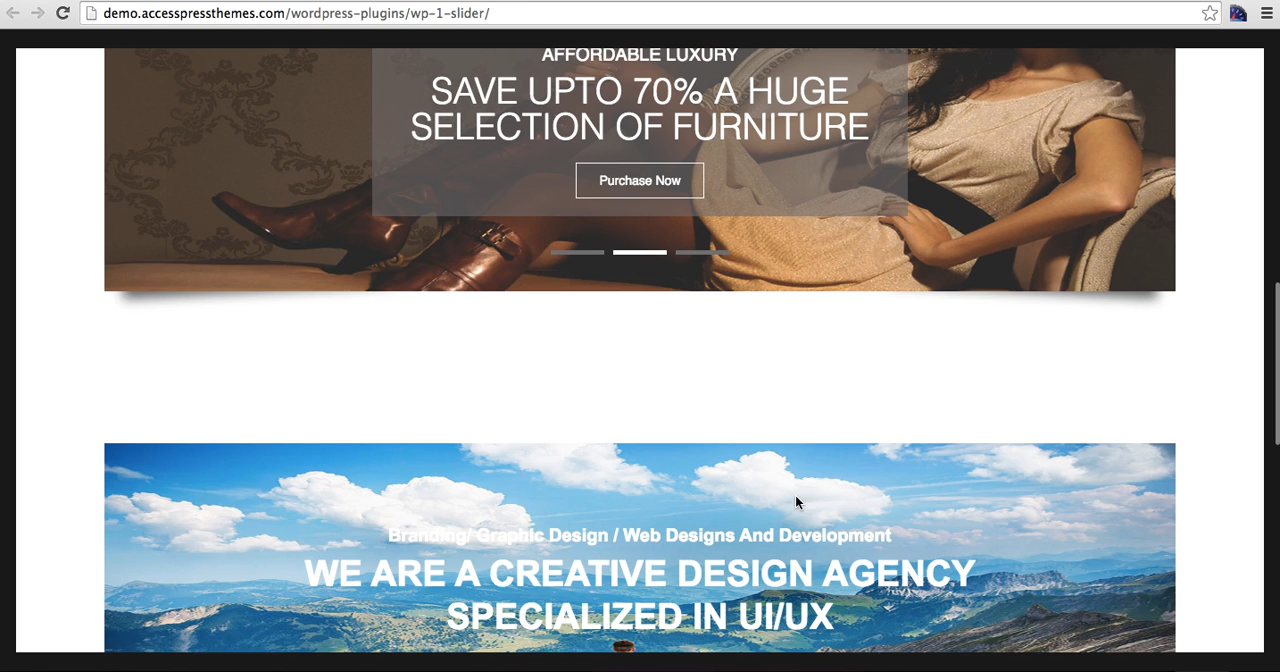 demo.accesspressthemes.com/wordpress-plugins/wp-1-slider/
AFFORDABLE LUXURY
SAVE UPTO 70% A HUGE
SELECTION OF FURNITURE
Purchase Now
Branding/ Graphic Design / Web Designs And Development
WE ARE A CREATIVE DESIGN AGENCY
SPECIALIZED IN UI/UX